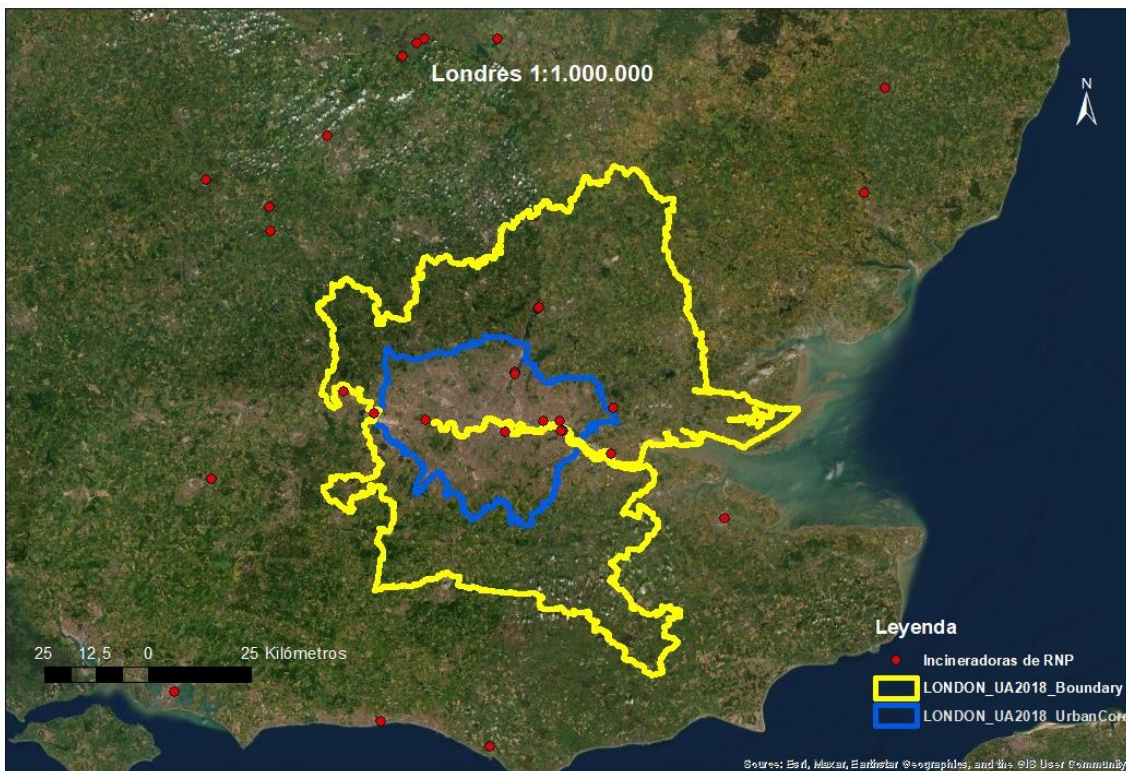 Londres 1:1.000.000
N
25 12,5 0 25 Kilómetros
Leyenda
Incineradoras de RNP
LONDON_UA2018_Boundary
LONDON_UA2018_UrbanCore
Source: Esri, Maxar, Earthstar Geographics, and the GIS User Community